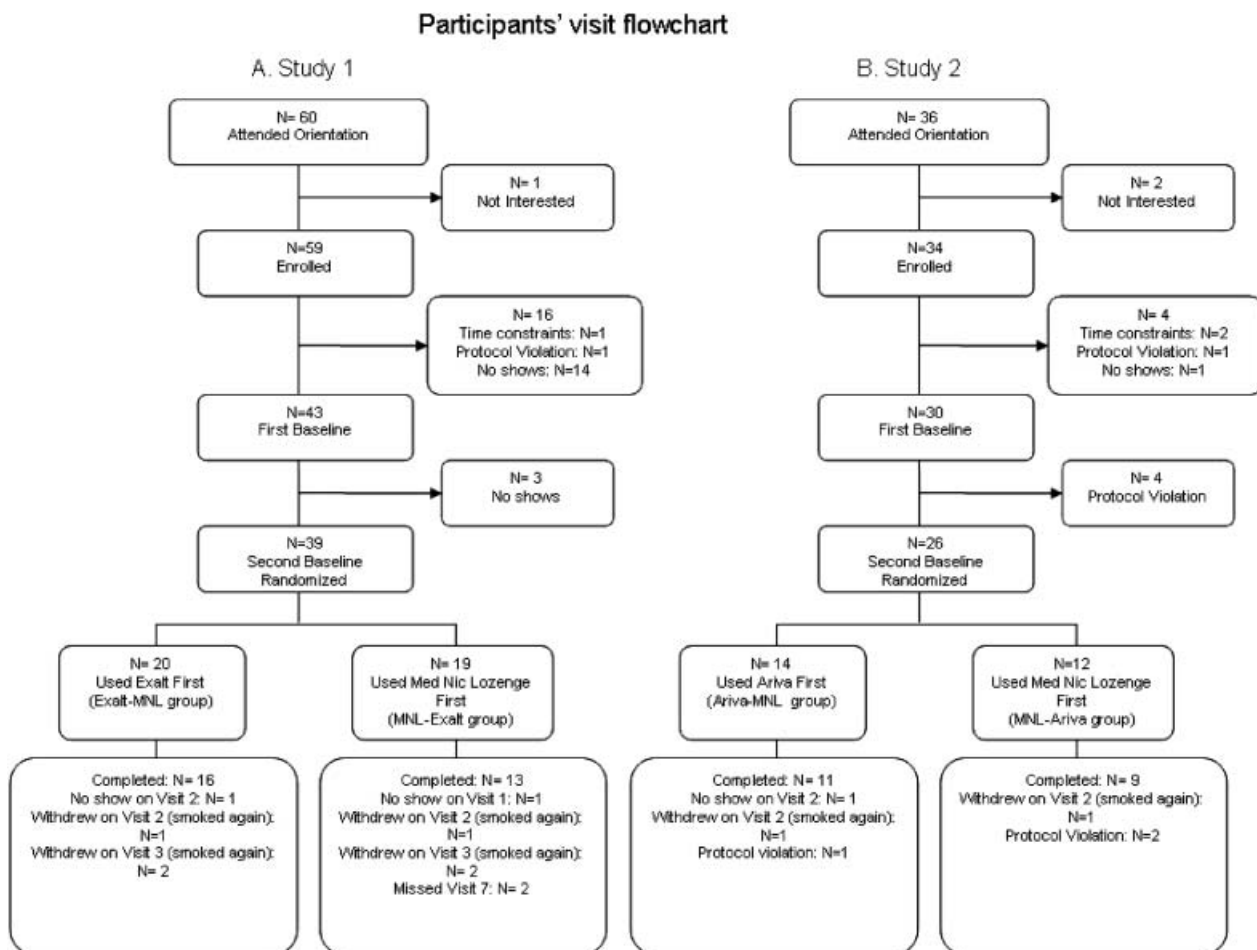 Participants' visit flowchart
A. Study 1
N= 60
Attended Orientation
N= 1
Not Interested
N=59
Enrolled
N= 16
Time constraints: N=1
Protocol Violation: N=1
No shows: N=14
N=43
First Baseline
N= 3
No shows
N=39
Second Baseline
Randomized
N= 20
Used Exalt First
(Exalt-MNL group)
N= 19
Used Med Nic Lozenge
First
(MNL-Exalt group)
Completed: N= 16
No show on Visit 2: N= 1
Withdrew on Visit 2 (smoked again):
N=1
Withdrew on Visit 3 (smoked again):
N= 2
Completed: N= 13
No show on Visit 1: N=1
Withdrew on Visit 2 (smoked again):
N=1
Withdrew on Visit 3 (smoked again):
N= 2
Missed Visit 7: N= 2
B. Study 2
N= 36
Attended Orientation
N= 2
Not Interested
N=34
Enrolled
N= 4
Time constraints: N=2
Protocol Violation: N=1
No shows: N=1
N=30
First Baseline
N= 4
Protocol Violation
N=26
Second Baseline
Randomized
N= 14
Used Ariva First
(Ariva-MNL group)
N=12
Used Med Nic Lozenge
First
(MNL-Ariva group)
Completed: N= 11
No show on Visit 2: N= 1
Withdrew on Visit 2 (smoked again):
N=1
Protocol violation: N=1
Completed: N= 9
Withdrew on Visit 2 (smoked again):
N=1
Protocol Violation: N=2